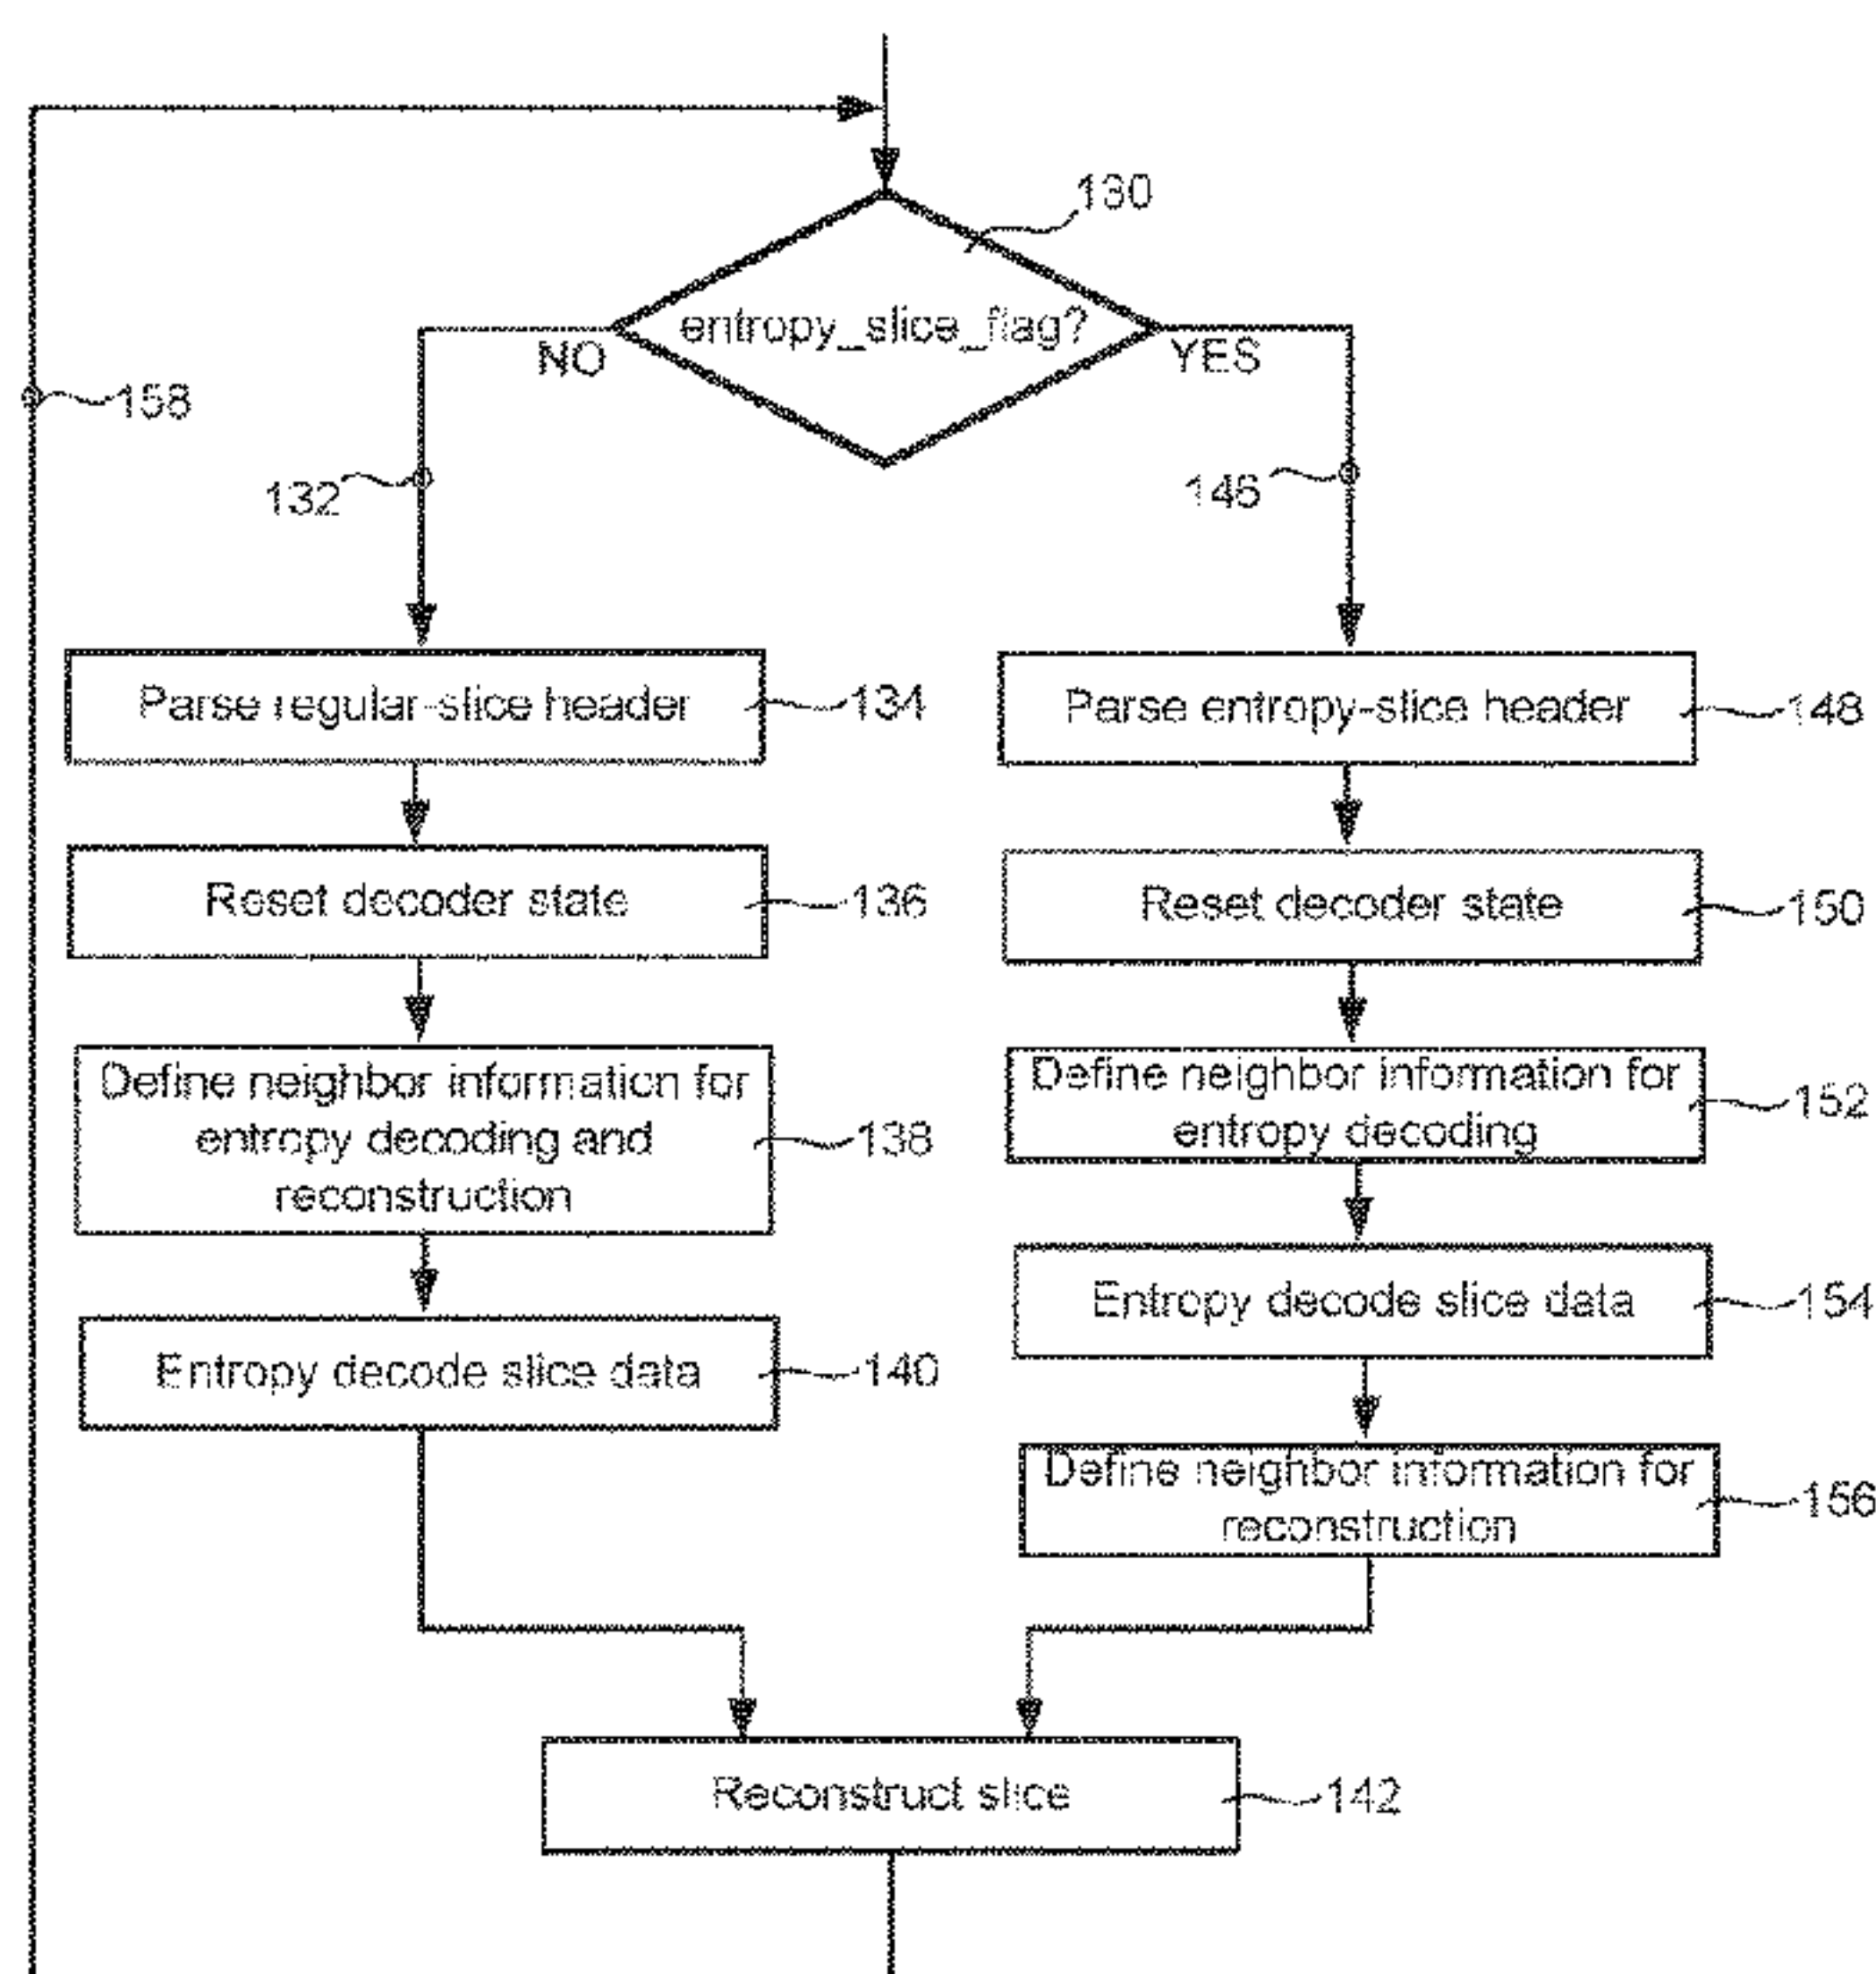 130
entropy_slice_flag?
NO
YES
158
132
146
Parse regular-slice header
134
Parse entropy-slice header
148
Reset decoder state
136
Reset decoder state
150
Define neighbor information for
entropy decoding and
reconstruction
138
Define neighbor information for
entropy decoding
152
Entropy decode slice data
154
Entropy decode slice data
140
Define neighbor information for
reconstruction
156
Reconstruct slice
142